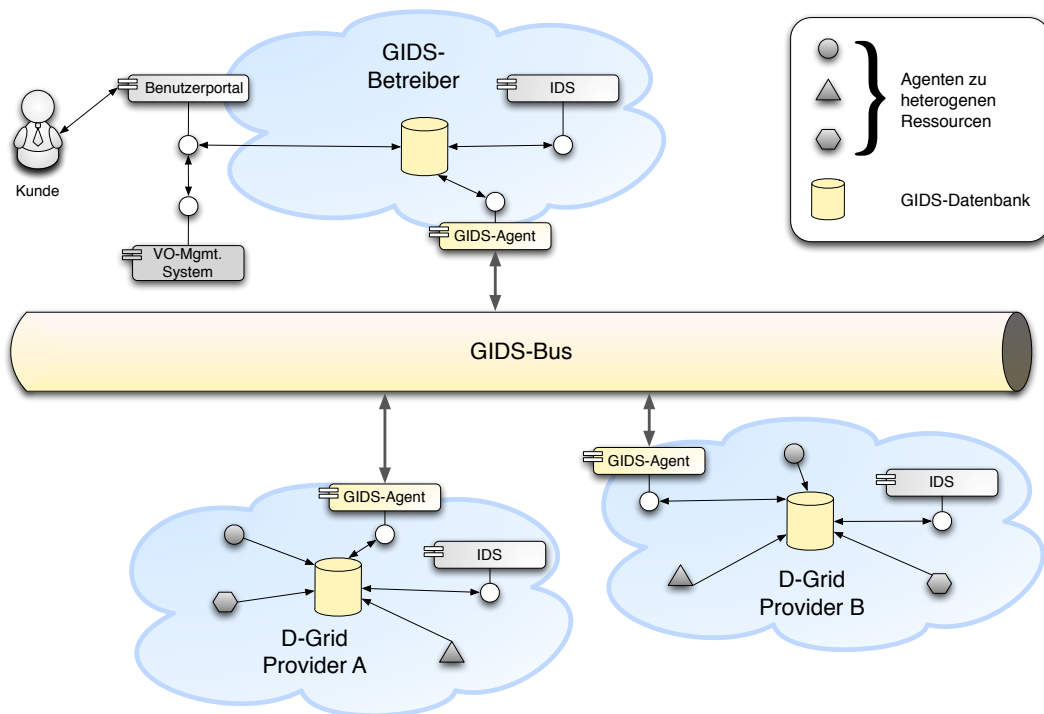 GIDS-
Betreiber
Benutzerportal
IDS
Kunde
GIDS-Agent
VO-Mgmt.
System
Agenten zu
heterogenen
Ressourcen
GIDS-Datenbank
GIDS-Bus
GIDS-Agent
IDS
D-Grid
Provider A
GIDS-Agent
IDS
D-Grid
Provider B